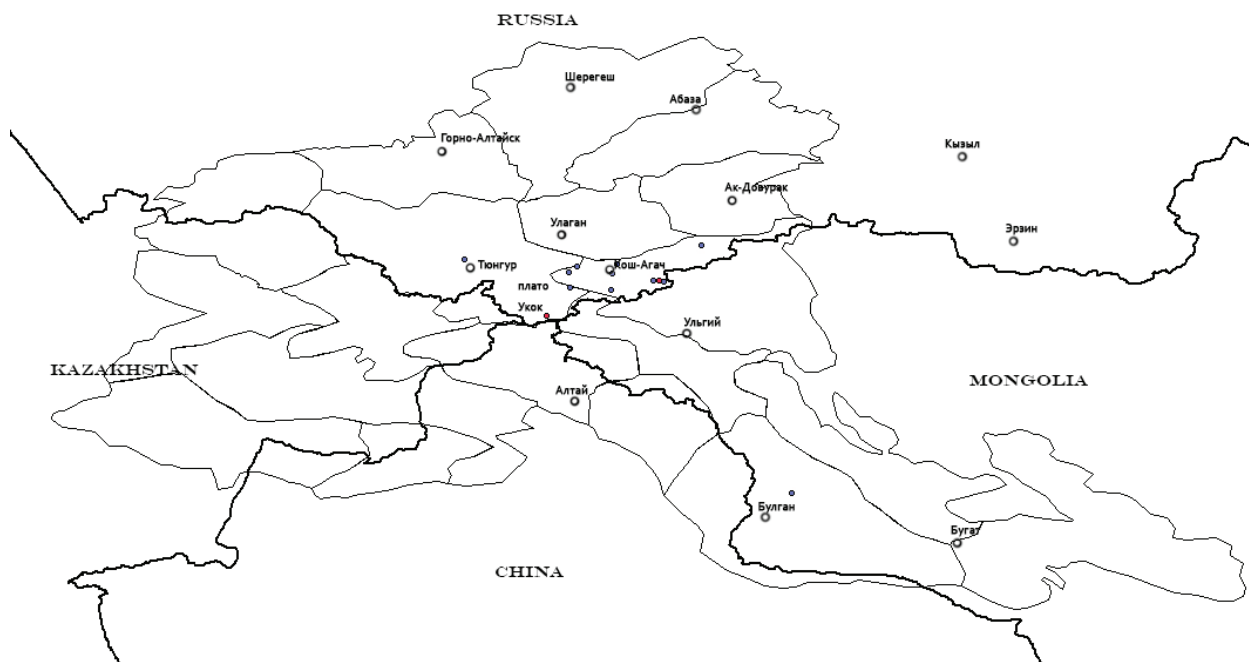 RUSSIA
Шерегеш
Абаза
Горно-Алтайск
Кызыл
Ак-Довурак
Улаган
Эрзин
Тюнгур
Кош-Агач
плато
Укок
Ульгий
KAZAKHSTAN
MONGOLIA
Алтай
Булган
Бугат
CHINA